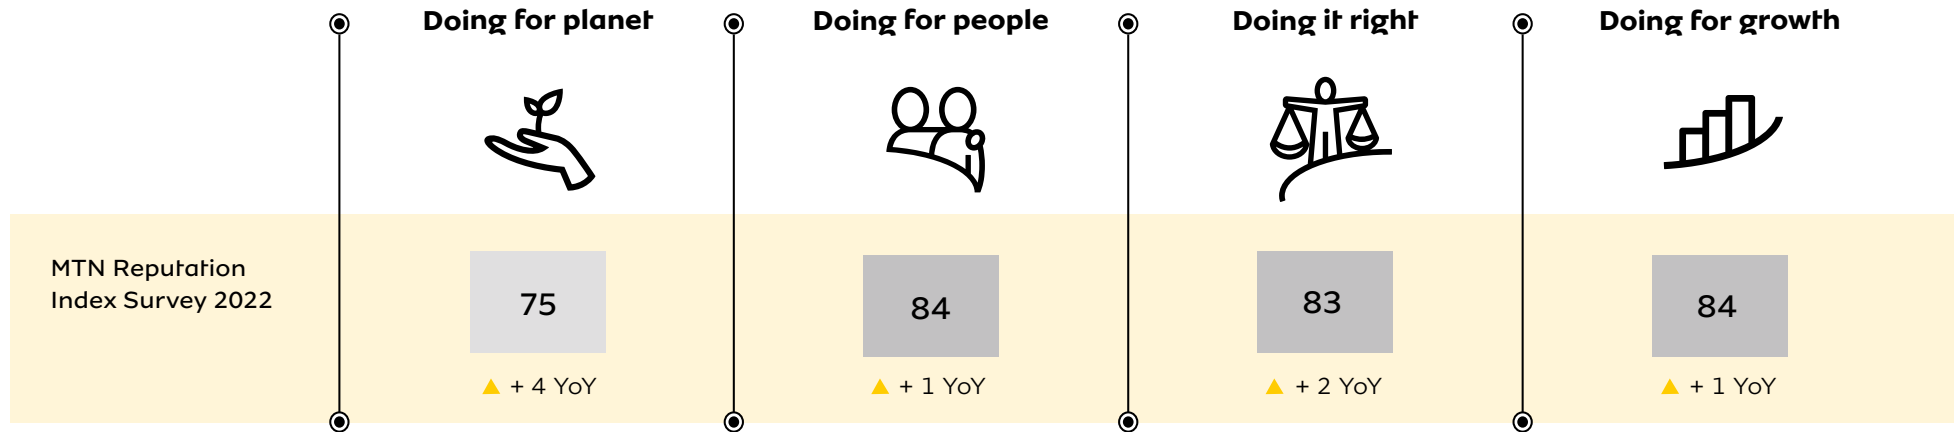 Doing for planet
Doing for people
Doing it right
Doing for growth
MTN Reputation
Index Survey 2022
75
84
83
84
+ 4 YoY
+ 1 YoY
+ 2 YoY
+ 1 YoY